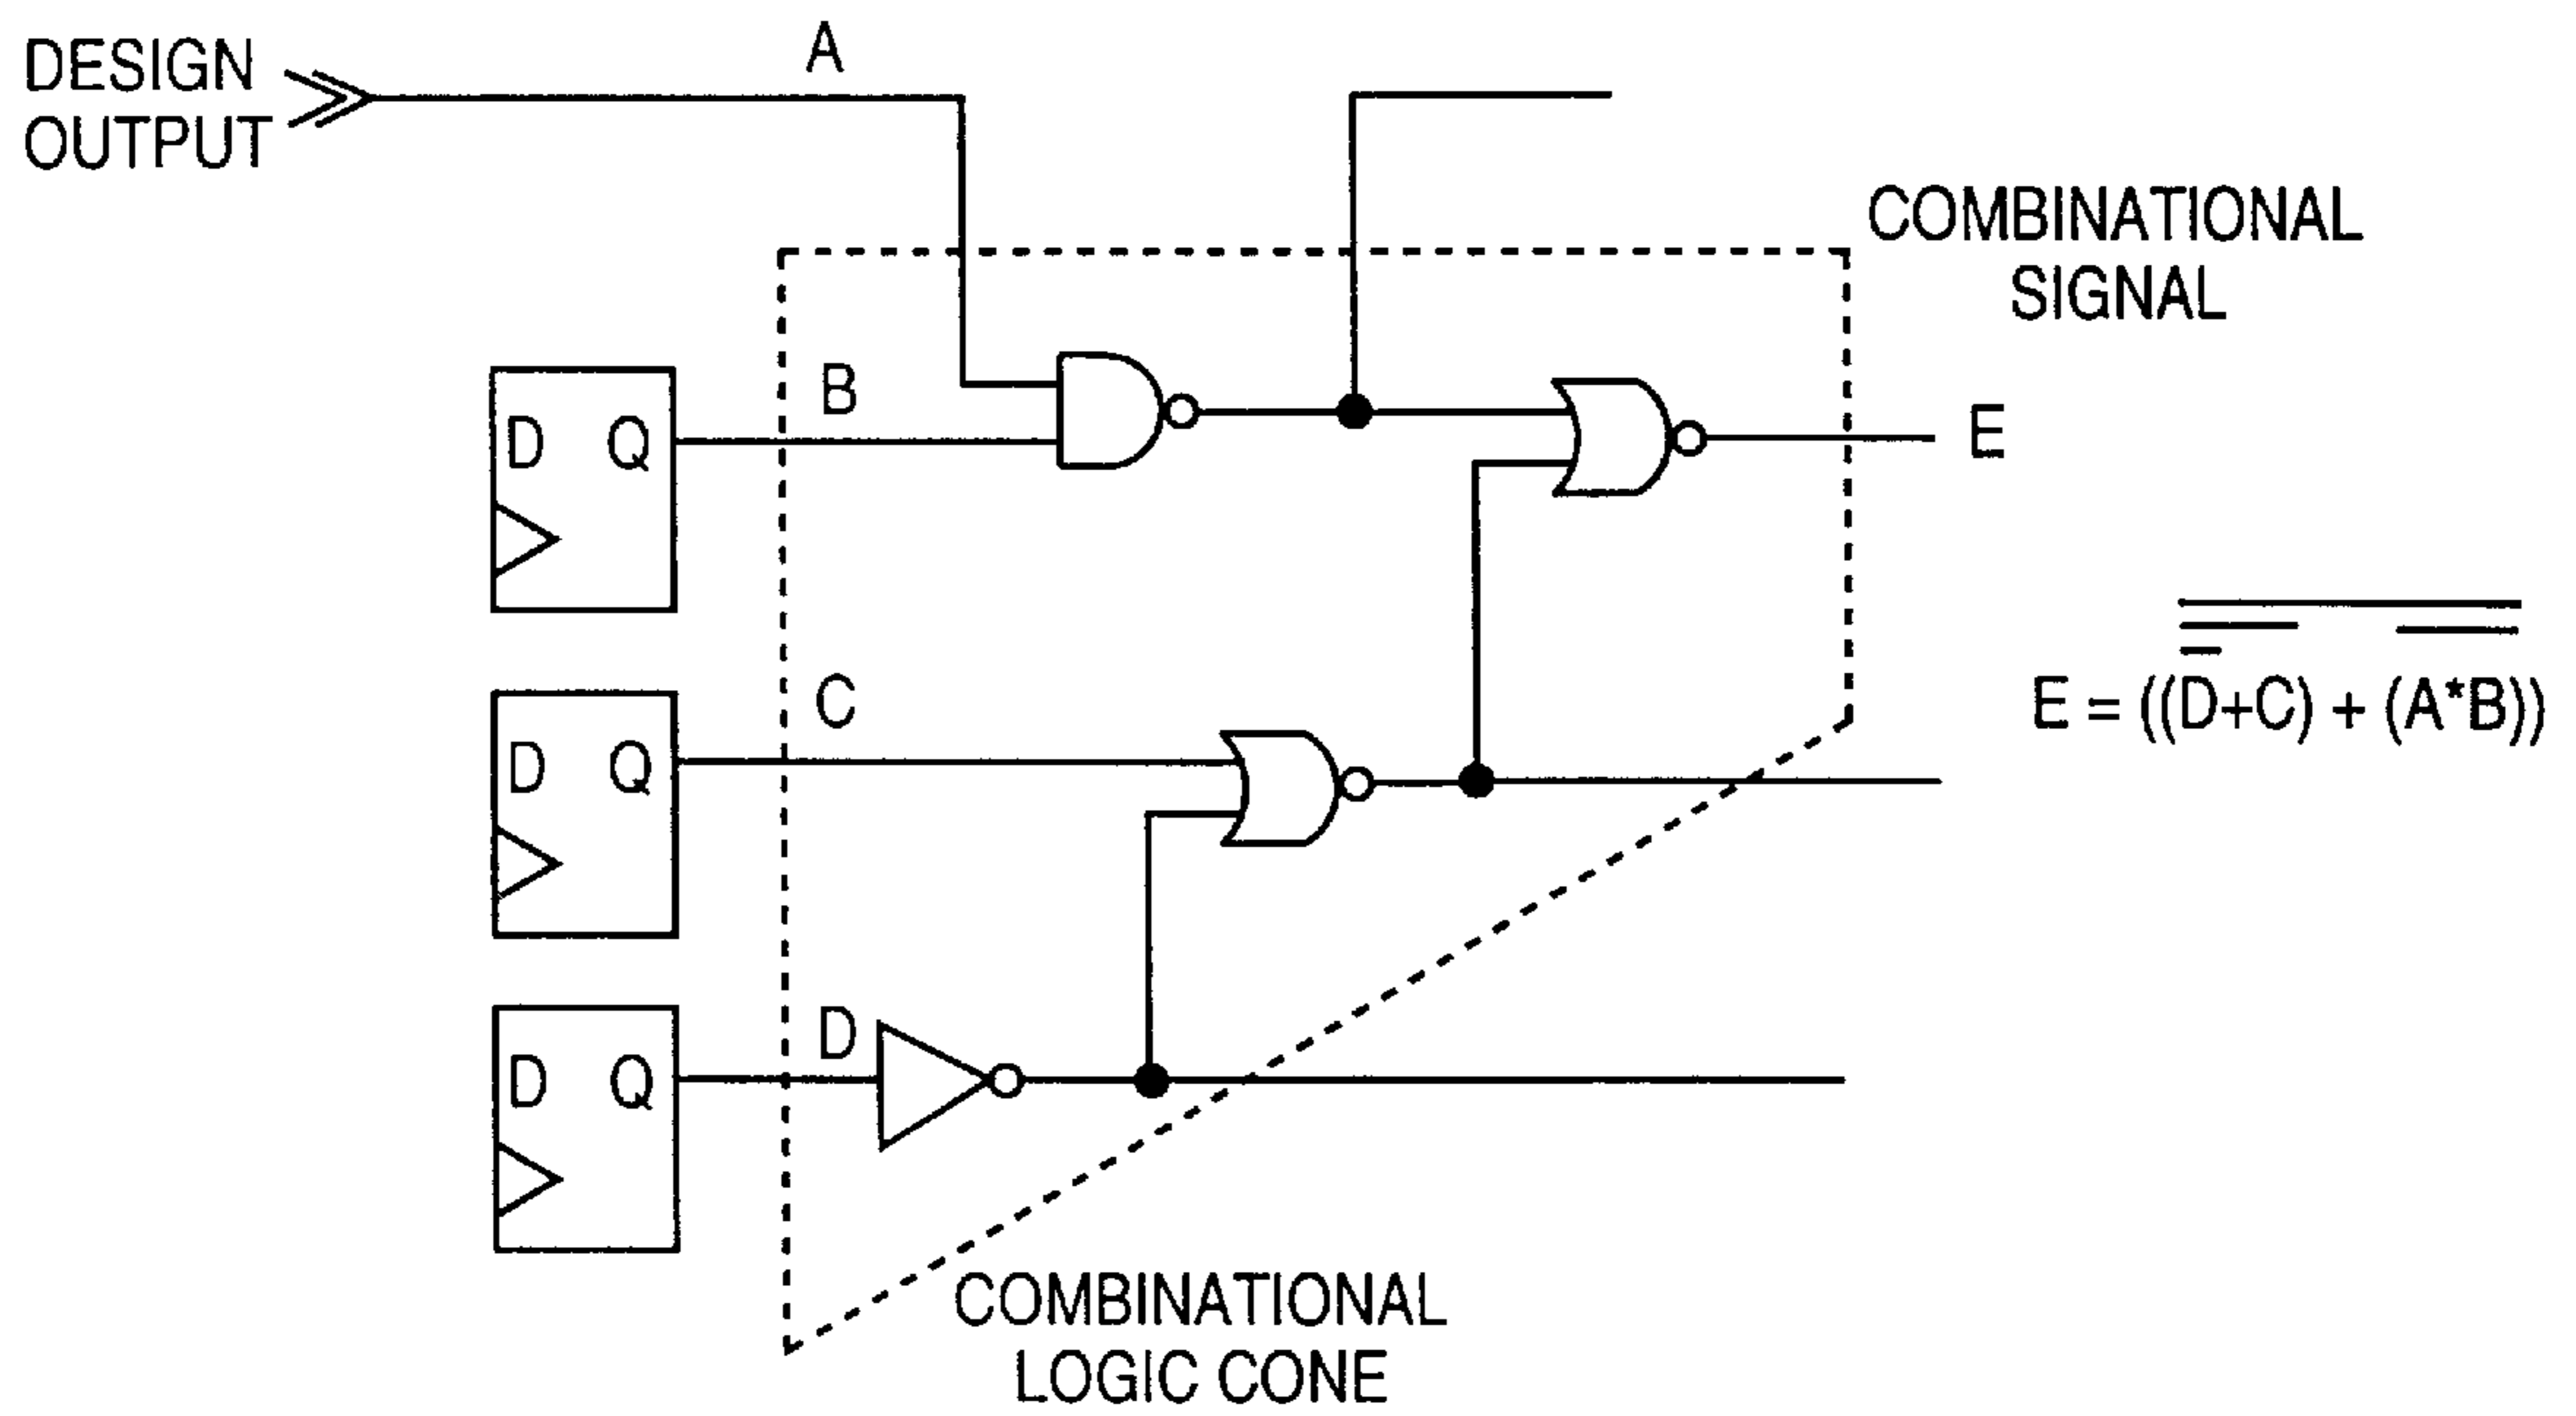 DESIGN
OUTPUT
A
COMBINATIONAL
SIGNAL
B
D Q
E
C
D Q
E = ((D+C) + (A*B))
D
D Q
COMBINATIONAL
LOGIC CONE